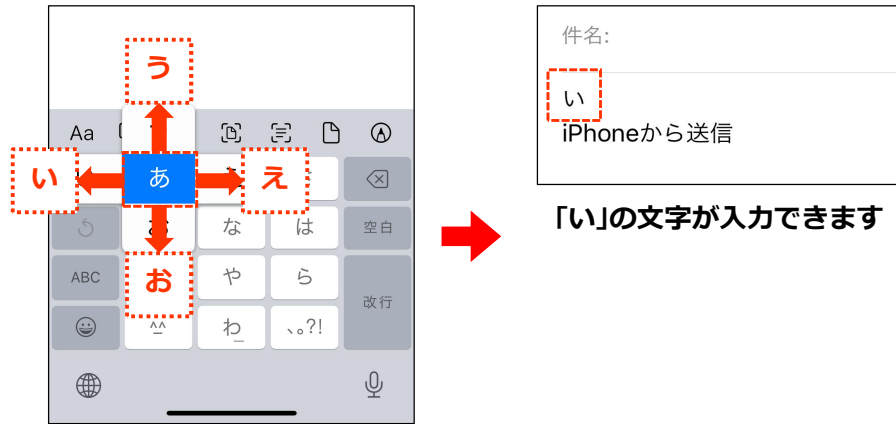 う
Aa
い
あ
え
な
は
空白
ABC
お
や
ら
改行
^^
わ_
、。?!
件名:
い
iPhoneから送信
「い」の文字が入力できます